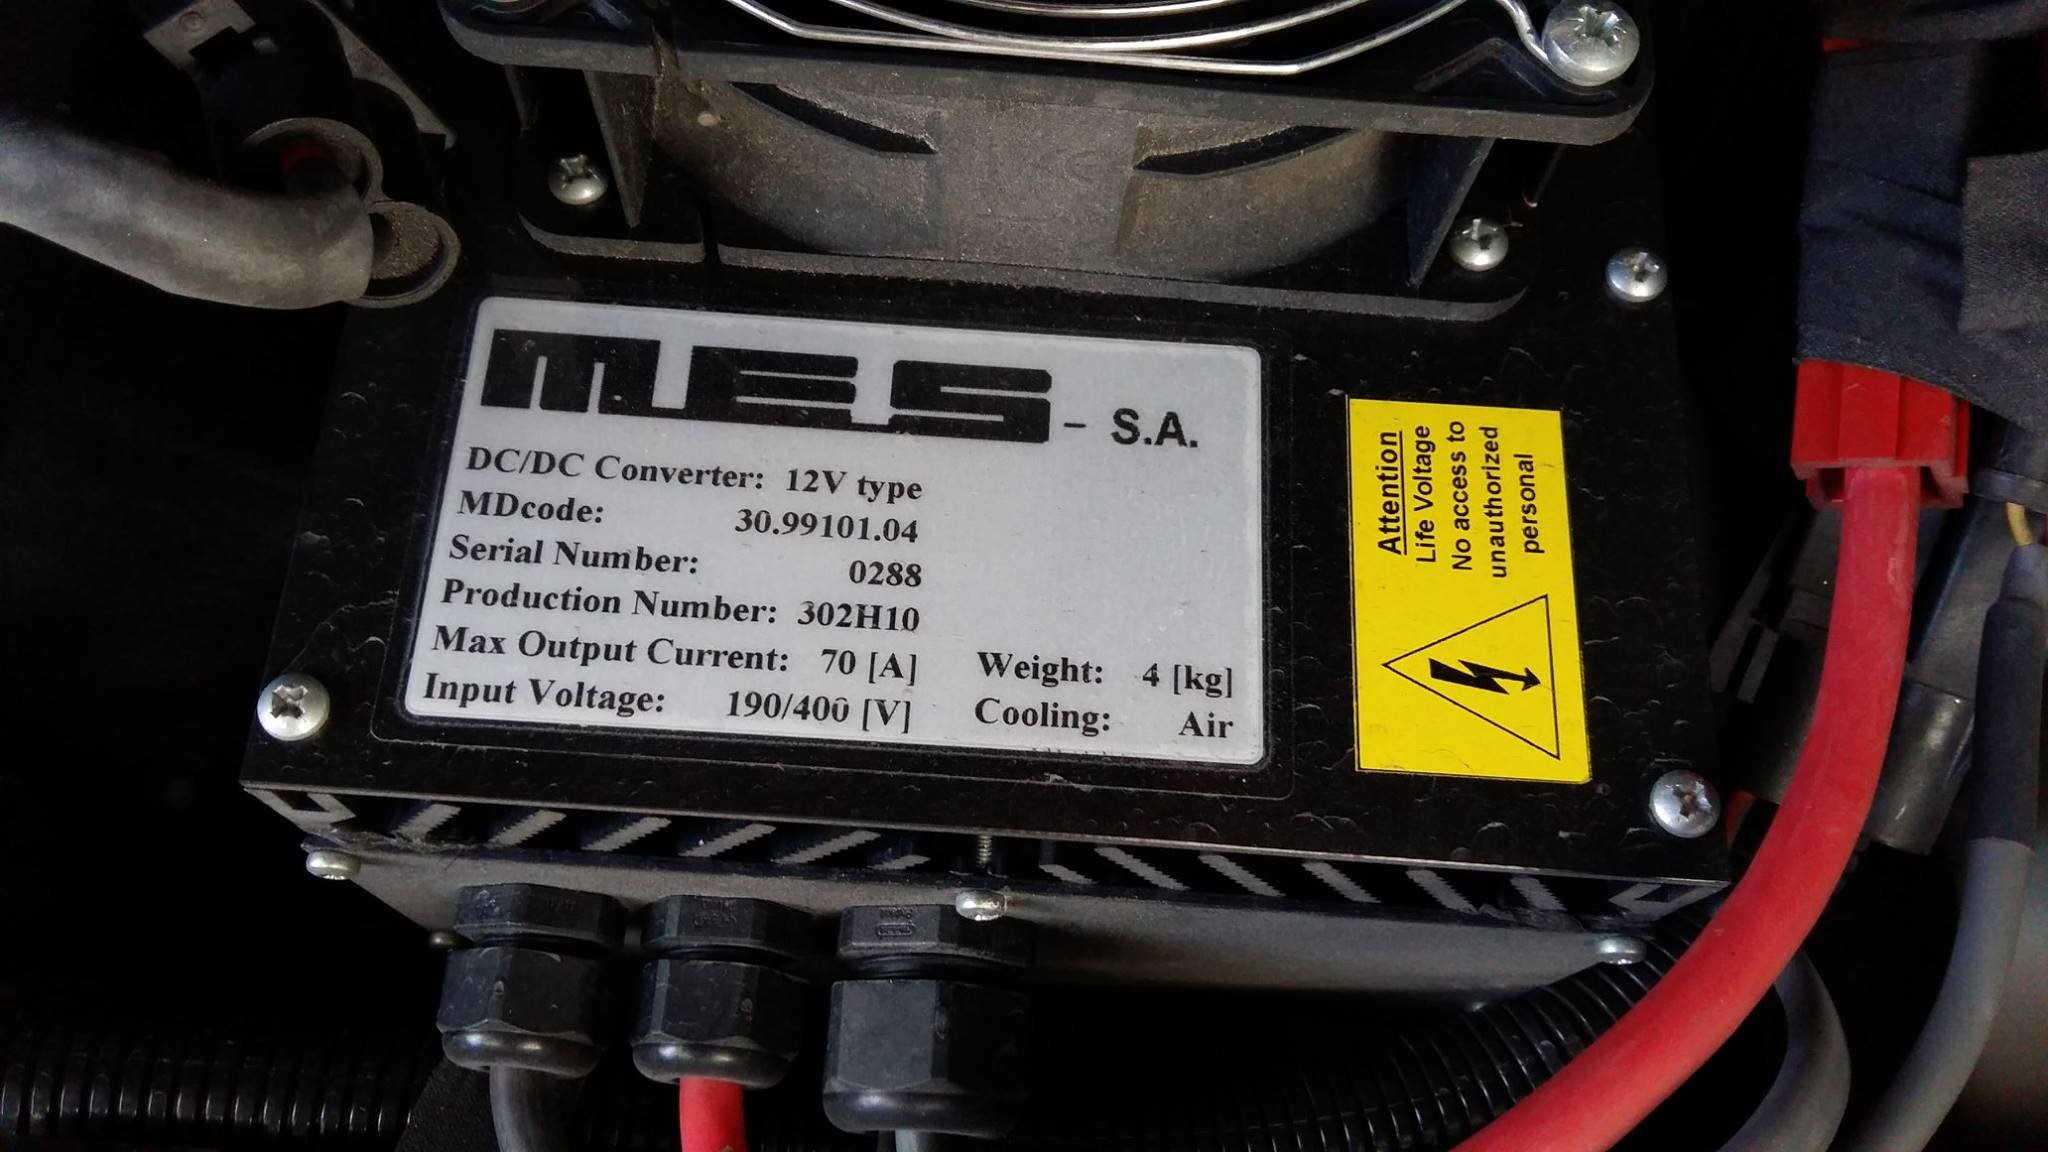 MES - S.A.
DC/DC Converter: 12V type
MDcode: 30.99101.04
Serial Number: 0288
Production Number: 302H10
Max Output Current: 70 [A] Weight: 4 [kg]
Input Voltage: 190/400 [V] Cooling: Air
Attention
Life Voltage
No access to
unauthorized
personal